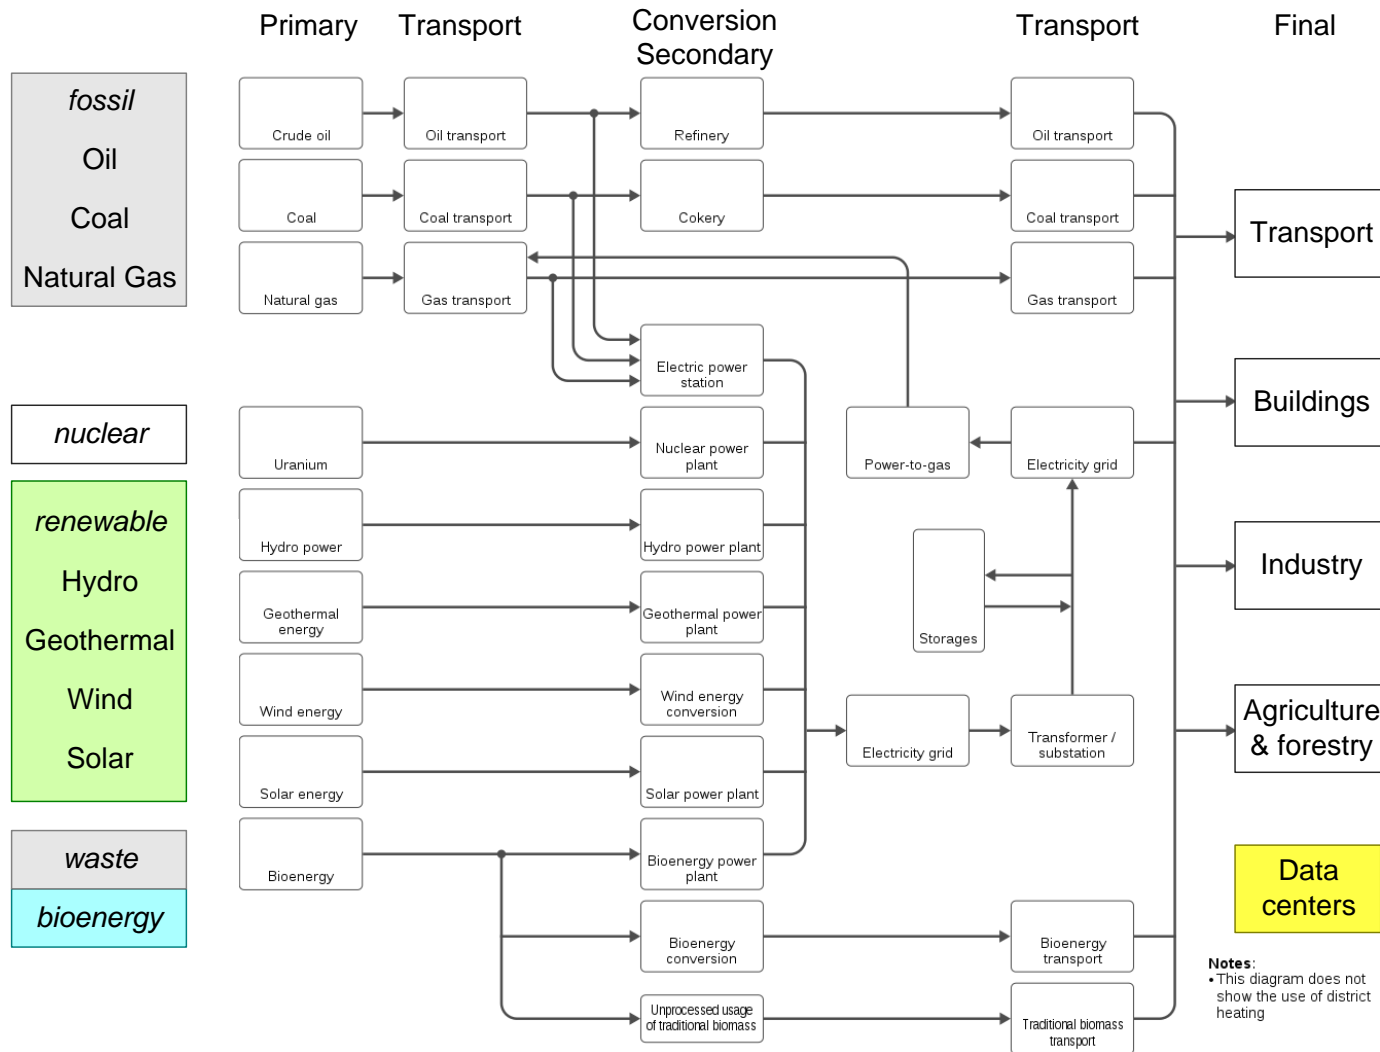 Primary
Transport
Conversion
Secondary
Transport
Final
fossil
Oil
Coal
Natural Gas
nuclear
renewable
Hydro
Geothermal
Wind
Solar
waste
bioenergy
Crude oil
Oil transport
Refinery
Oil transport
Coal
Coal transport
Cokery
Coal transport
Natural gas
Gas transport
Gas transport
Electric power
station
Uranium
Nuclear power
plant
Power-to-gas
Electricity grid
Hydro power
Hydro power plant
Geothermal
energy
Geothermal power
plant
Storages
Wind energy
Wind energy
conversion
Electricity grid
Transformer /
substation
Solar energy
Solar power plant
Bioenergy
Bioenergy power
plant
Bioenergy
conversion
Bioenergy
transport
Unprocessed usage
of traditional biomass
Traditional biomass
transport
Transport
Buildings
Industry
Agriculture
& forestry
Data
centers
Notes:
• This diagram does not
show the use of district
heating